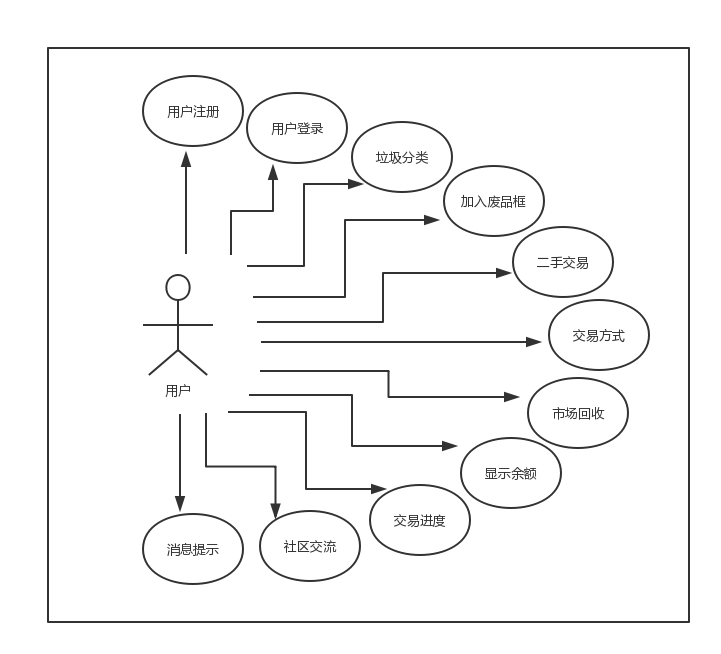 用户注册
用户登录
垃圾分类
加入废品框
二手交易
交易方式
市场回收
用户
显示余额
交易进度
社区交流
消息提示